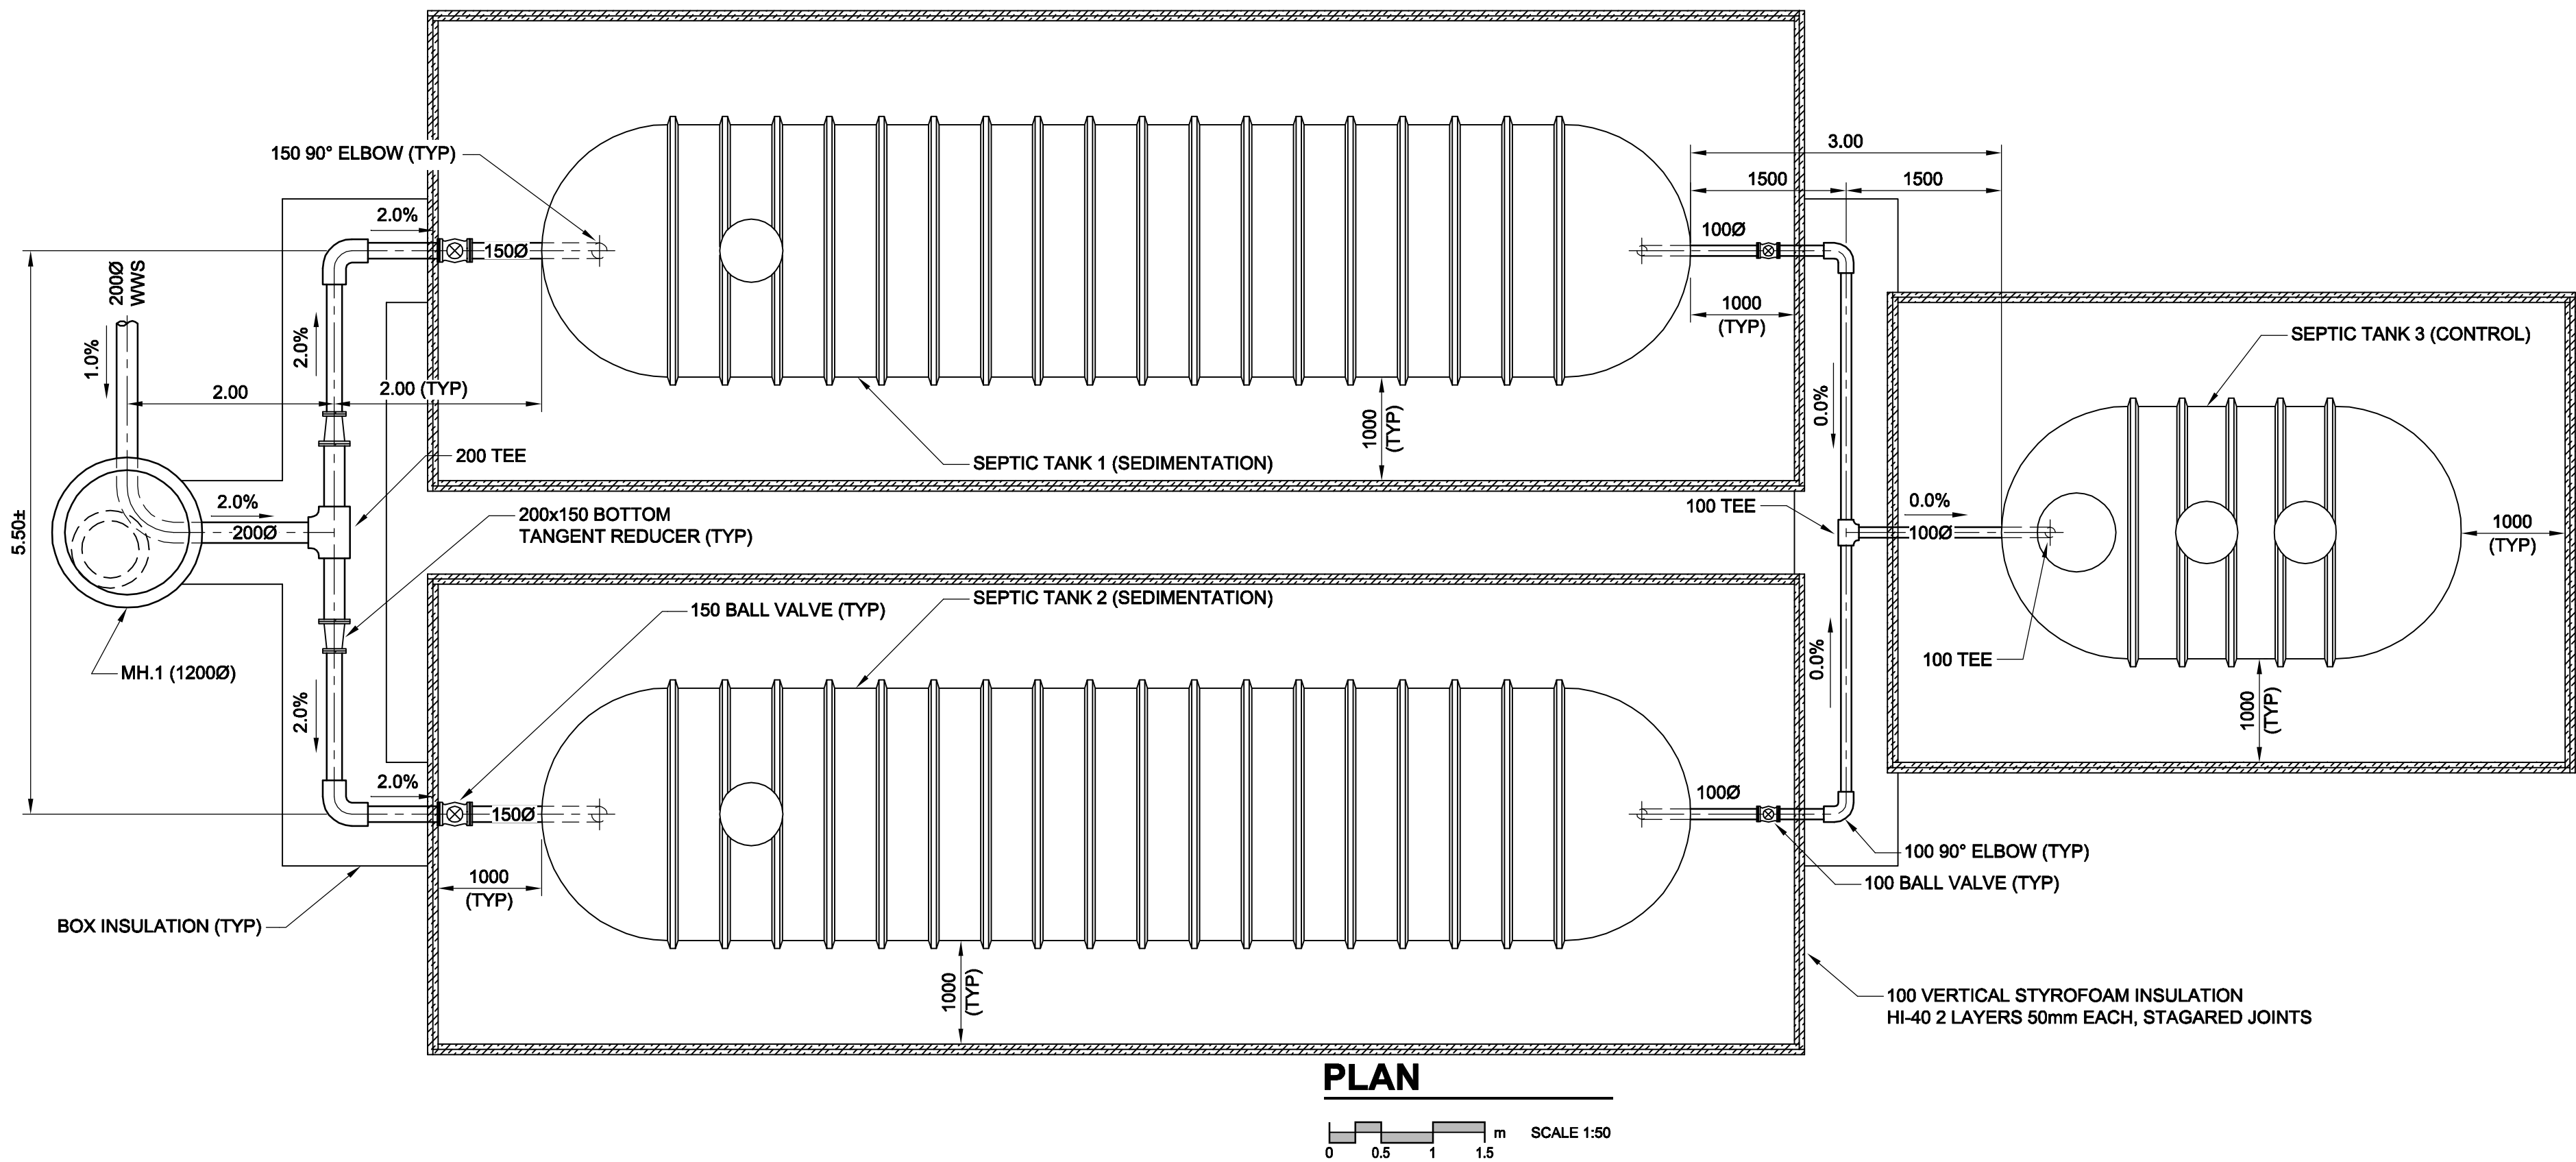 3.00
150 90° ELBOW (TYP)
1500
1500
2.0%
100Ø
150Ø
200Ø
WWS
1000
(TYP)
SEPTIC TANK 3 (CONTROL)
1.0%
2.0%
2.00
2.00 (TYP)
0.0%
1000
(TYP)
200 TEE
SEPTIC TANK 1 (SEDIMENTATION)
2.0%
200Ø
5.50±
200x150 BOTTOM
TANGENT REDUCER (TYP)
100 TEE
0.0%
100Ø
1000
(TYP)
150 BALL VALVE (TYP)
SEPTIC TANK 2 (SEDIMENTATION)
MH.1 (1200Ø)
2.0%
0.0%
100 TEE
1000
(TYP)
2.0%
150Ø
100Ø
1000
(TYP)
100 90° ELBOW (TYP)
100 BALL VALVE (TYP)
BOX INSULATION (TYP)
1000
(TYP)
100 VERTICAL STYROFOAM INSULATION
HI-40 2 LAYERS 50mm EACH, STAGARED JOINTS
PLAN
m
SCALE 1:50
0 0.5 1 1.5